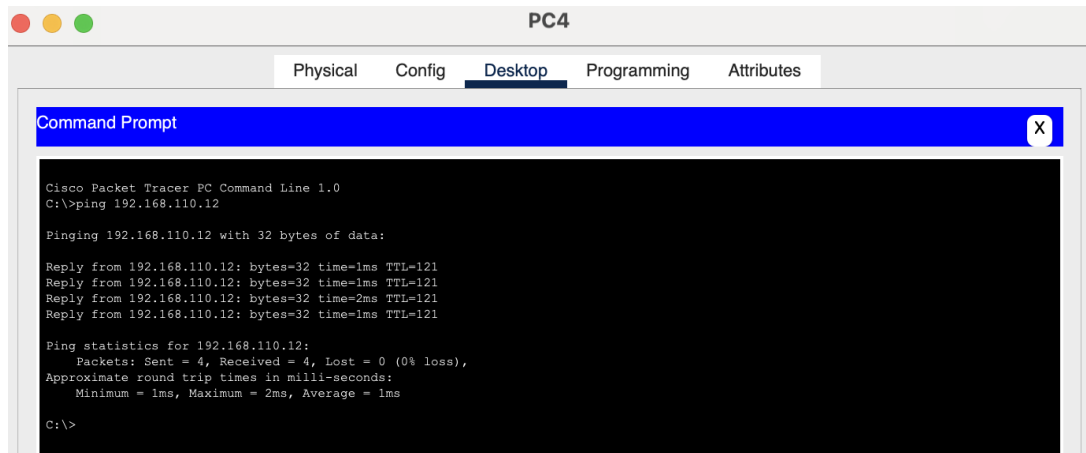 PC4
Physical Config Desktop Programming Attributes
Command Prompt
X
Cisco Packet Tracer PC Command Line 1.0
C:\>ping 192.168.110.12
Pinging 192.168.110.12 with 32 bytes of data:
Reply from 192.168.110.12: bytes=32 time=1ms TTL=121
Reply from 192.168.110.12: bytes=32 time=1ms TTL=121
Reply from 192.168.110.12: bytes=32 time=2ms TTL=121
Reply from 192.168.110.12: bytes=32 time=1ms TTL=121
Ping statistics for 192.168.110.12:
    Packets: Sent = 4, Received = 4, Lost = 0 (0% loss),
Approximate round trip times in milli-seconds:
    Minimum = 1ms, Maximum = 2ms, Average = 1ms
C:\>